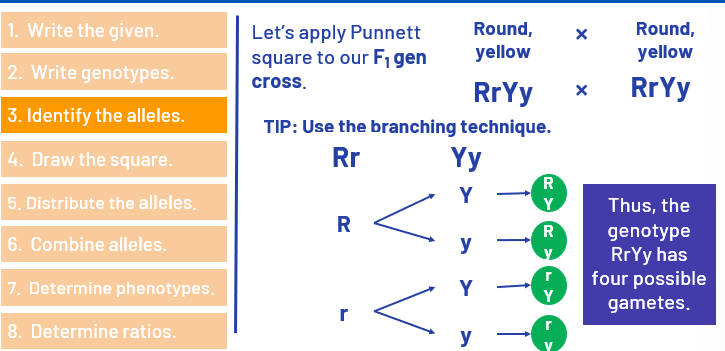 1. Write the given.
2. Write genotypes.
3. Identify the alleles.
4. Draw the square.
5. Distribute the alleles.
6. Combine alleles.
7. Determine phenotypes.
8. Determine ratios.
Let's apply Punnett
square to our F₁ gen
cross.
Round,
yellow
×
Round,
yellow
RrYy × RrYy
TIP: Use the branching technique.
Rr Yy
R
Y
R
Y
y
R
y
r
Y
r
Y
y
r
y
Thus, the
genotype
RrYy has
four possible
gametes.